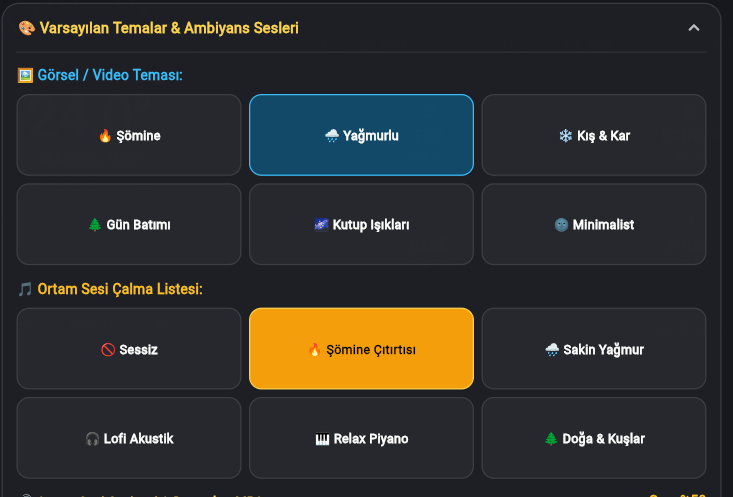 Varsayılan Temalar & Ambiyans Sesleri
Görsel / Video Teması:
Şömine
Yağmurlu
Kış & Kar
Gün Batımı
Kutup Işıkları
Minimalist
Ortam Sesi Çalma Listesi:
Sessiz
Şömine Çıtırtısı
Sakin Yağmur
Lofi Akustik
Relax Piyano
Doğa & Kuşlar